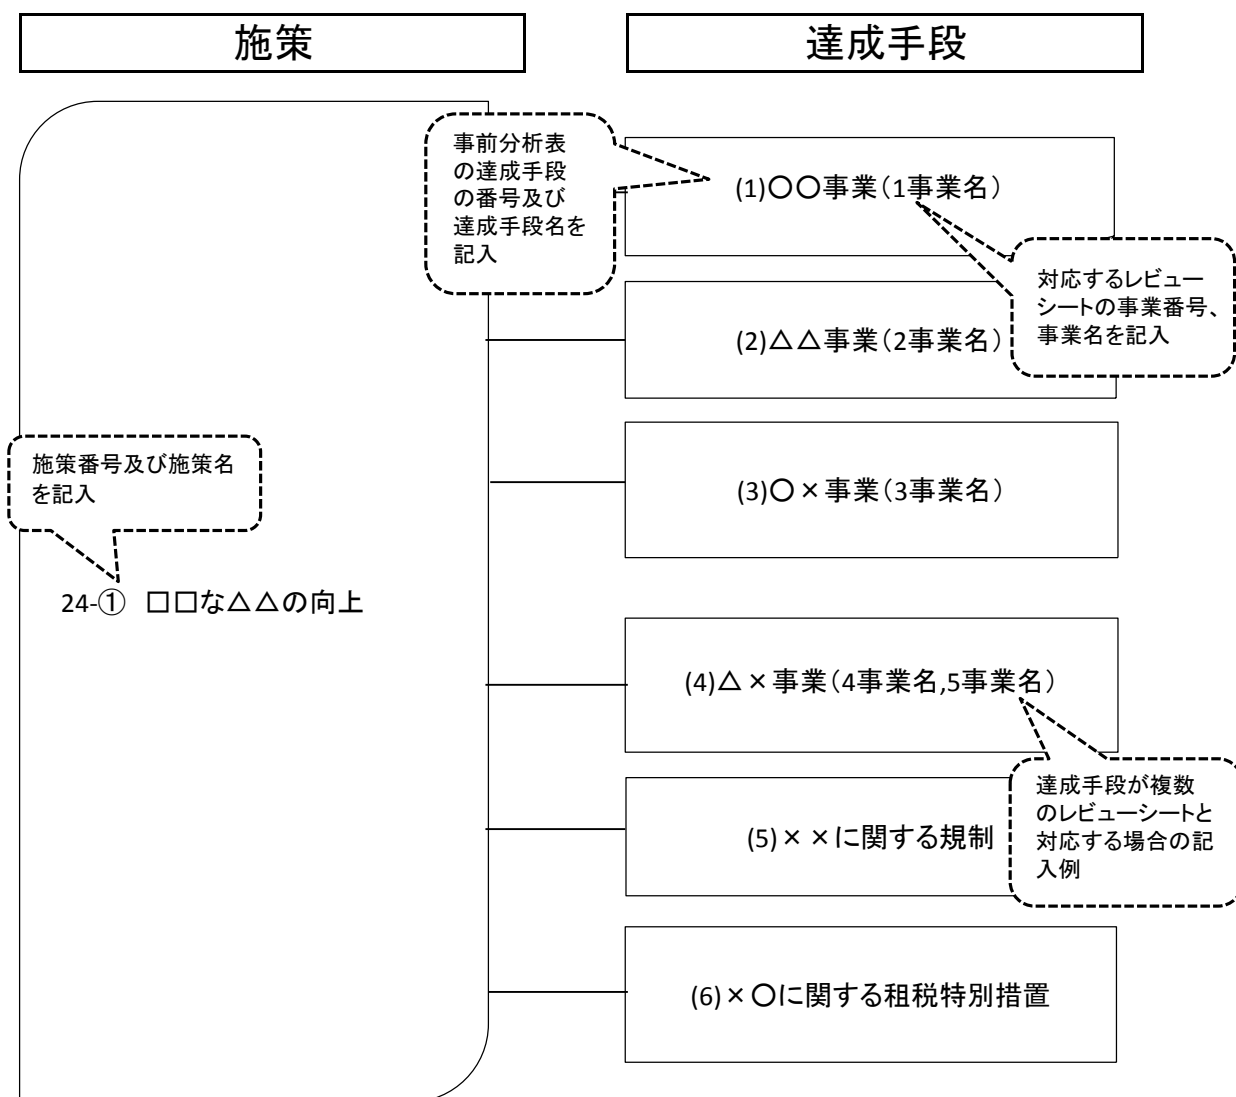 施策
達成手段
事前分析表
の達成手段
の番号及び
達成手段名を
記入
(1)〇〇事業(1事業名)
対応するレビュー
シートの事業番号、
事業名を記入
(2)△△事業(2事業名)
(3)〇×事業(3事業名)
施策番号及び施策名
を記入
24-① □□な△△の向上
(4)△×事業(4事業名,5事業名)
達成手段が複数
のレビューシートと
対応する場合の記
入例
(5)××に関する規制
(6)×〇に関する租税特別措置